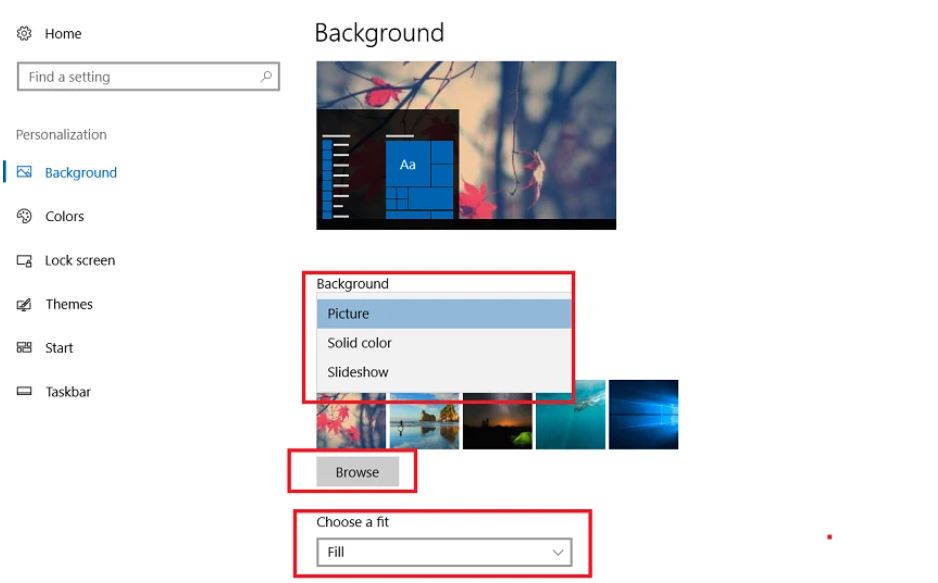 Home
Find a setting
Personalization
Background
Colors
Lock screen
Themes
Start
Taskbar
Background
Aa
Background
Picture
Solid color
Slideshow
Browse
Choose a fit
Fill